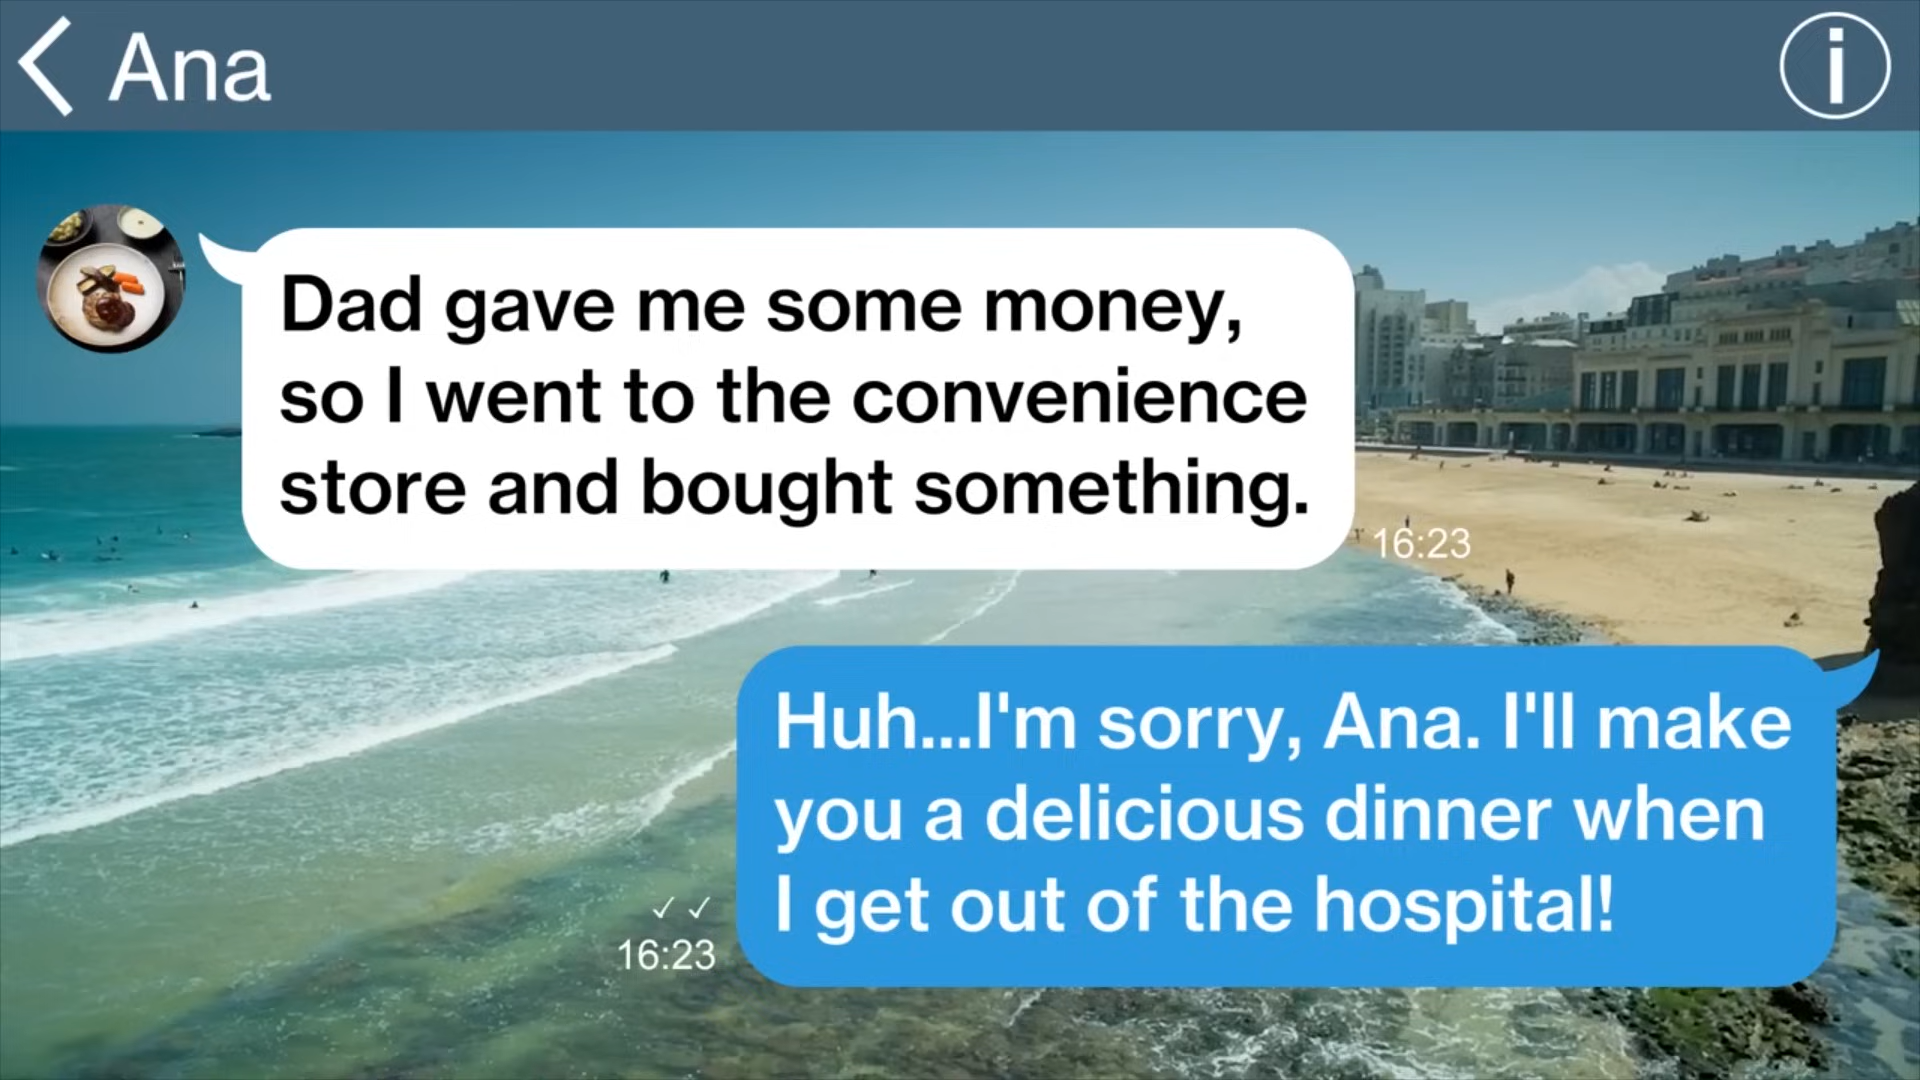 Ana
Dad gave me some money,
so I went to the convenience
store and bought something.
16:23
Huh...I'm sorry, Ana. I'll make
you a delicious dinner when
I get out of the hospital!
16:23